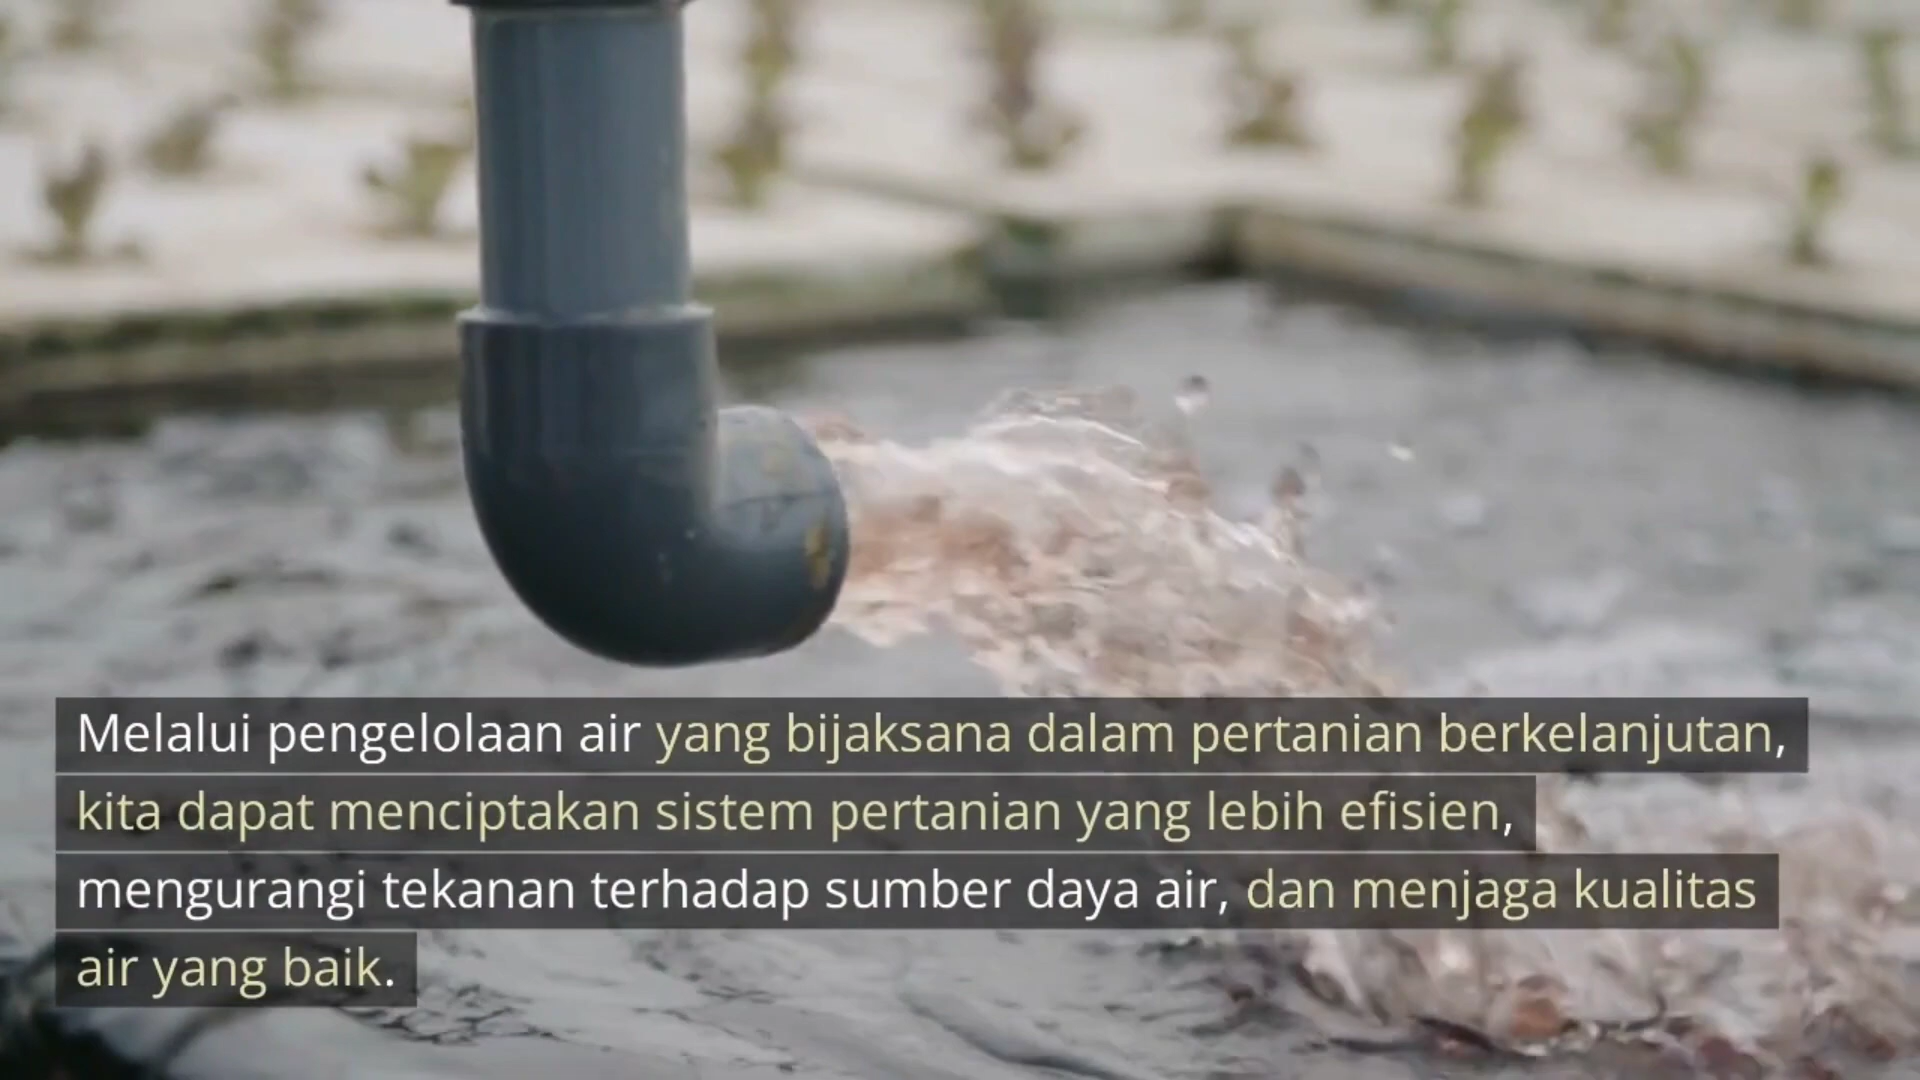 Melalui pengelolaan air yang bijaksana dalam pertanian berkelanjutan,
kita dapat menciptakan sistem pertanian yang lebih efisien,
mengurangi tekanan terhadap sumber daya air, dan menjaga kualitas
air yang baik.